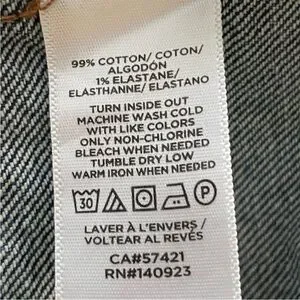 99% COTTON/ COTON/
ALGODÓN
1% ELASTANE/
ELASTHANNE/ ELASTANO
TURN INSIDE OUT
MACHINE WASH COLD
WITH LIKE COLORS
ONLY NON-CHLORINE
BLEACH WHEN NEEDED
TUMBLE DRY LOW
WARM IRON WHEN NEEDED
30 P
LAVER À L'ENVERS /
VOLTEAR AL REVÉS
CA#57421
RN#140923